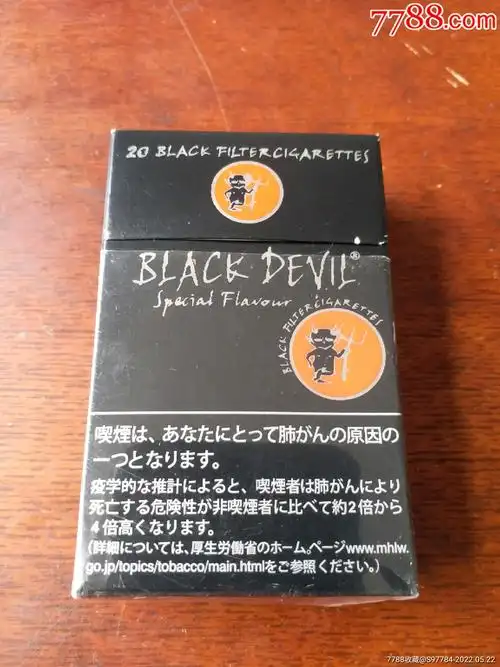 7788.com
20 BLACK FILTERCIGARETTES
BLACK DEVIL®
Special Flavour
BLACK FILTERCIGARETTES
喫煙は、あなたにとって肺がんの原因の
一つとなります。
疫学的な推計によると、喫煙者は肺がんにより
死亡する危険性が非喫煙者に比べて約2倍から
4倍高くなります。
(詳細については、厚生労働省のホーム。ページwww.mhlw.
go.jp/topics/tobacco/main.htmlをご参照ください。)
7788收藏@S97784-2022.05.22